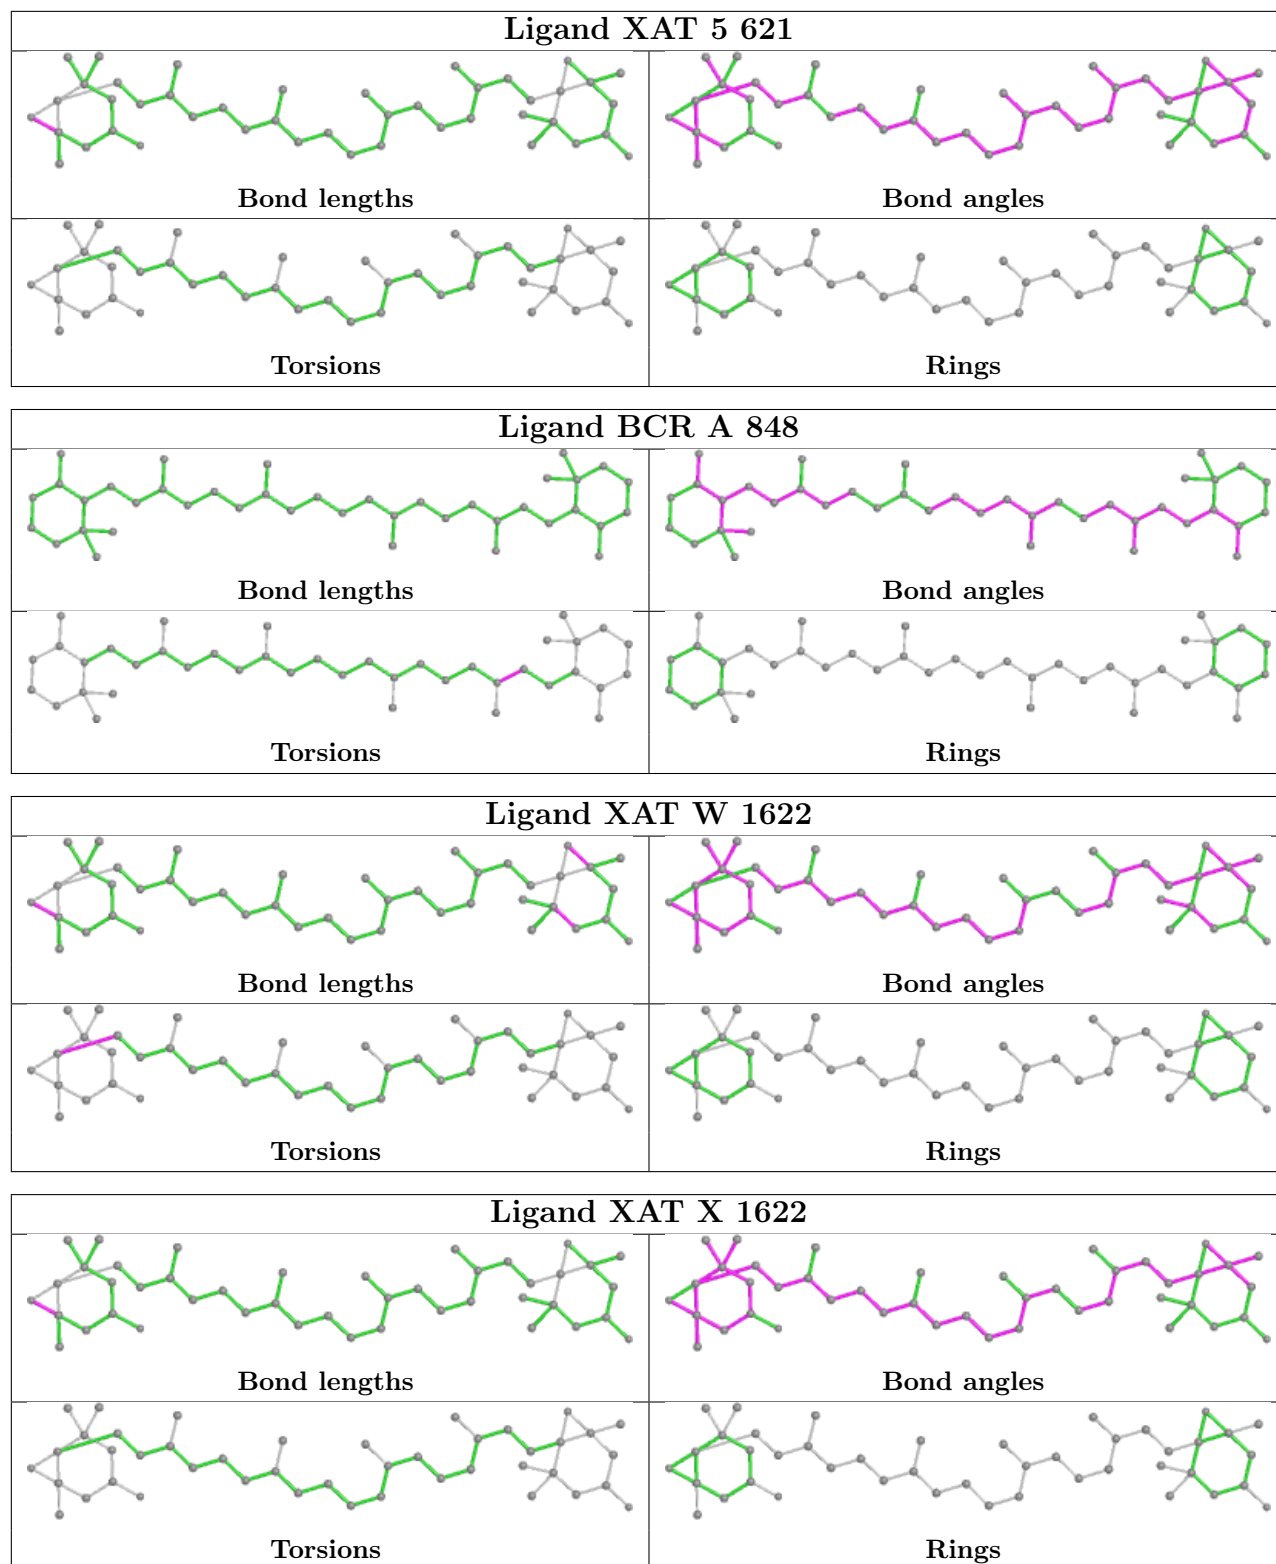 Ligand XAT 5 621
Bond lengths
Bond angles
Torsions
Rings
Ligand BCR A 848
Bond lengths
Bond angles
Torsions
Rings
Ligand XAT W 1622
Bond lengths
Bond angles
Torsions
Rings
Ligand XAT X 1622
Bond lengths
Bond angles
Torsions
Rings